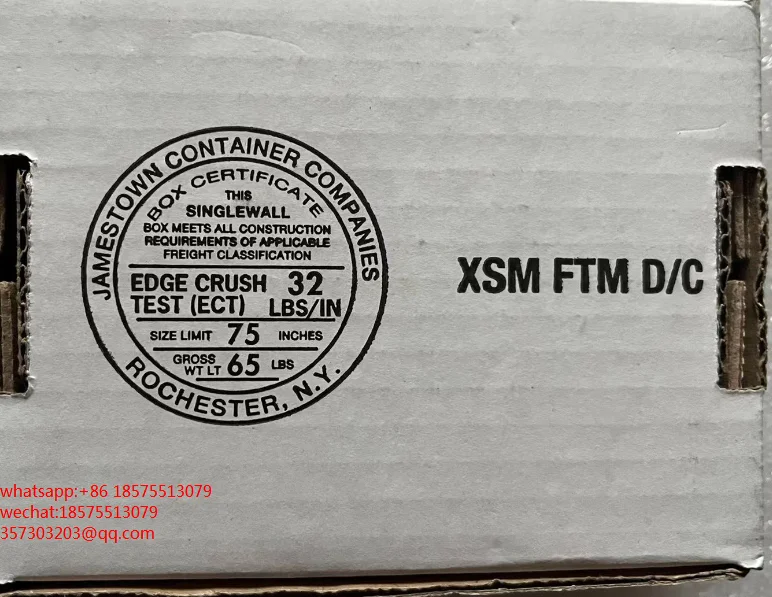 JAMESTOWN CONTAINER COMPANIES
BOX CERTIFICATE
THIS
SINGLEWALL
BOX MEETS ALL CONSTRUCTION
REQUIREMENTS OF APPLICABLE
FREIGHT CLASSIFICATION
EDGE CRUSH 32
TEST (ECT) LBS/IN
SIZE LIMIT 75 INCHES
GROSS
WT LT 65 LBS
ROCHESTER, N.Y.
XSM FTM D/C
whatsapp:+86 18575513079
wechat:18575513079
357303203@qq.com